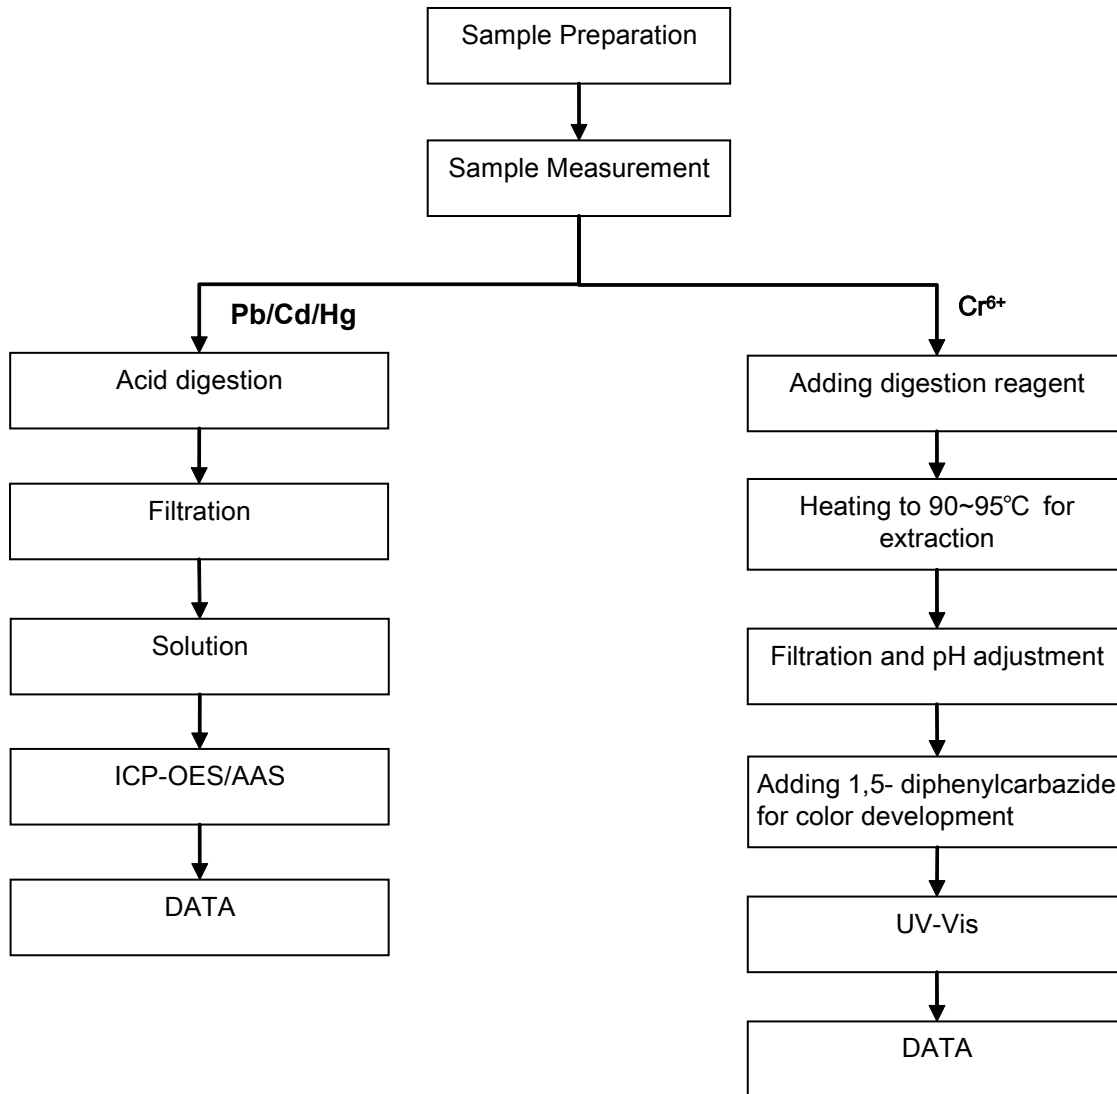 Sample Preparation
Sample Measurement
Pb/Cd/Hg
Acid digestion
Filtration
Solution
ICP-OES/AAS
DATA
Cr⁶⁺
Adding digestion reagent
Heating to 90~95℃ for
extraction
Filtration and pH adjustment
Adding 1,5- diphenylcarbazide
for color development
UV-Vis
DATA